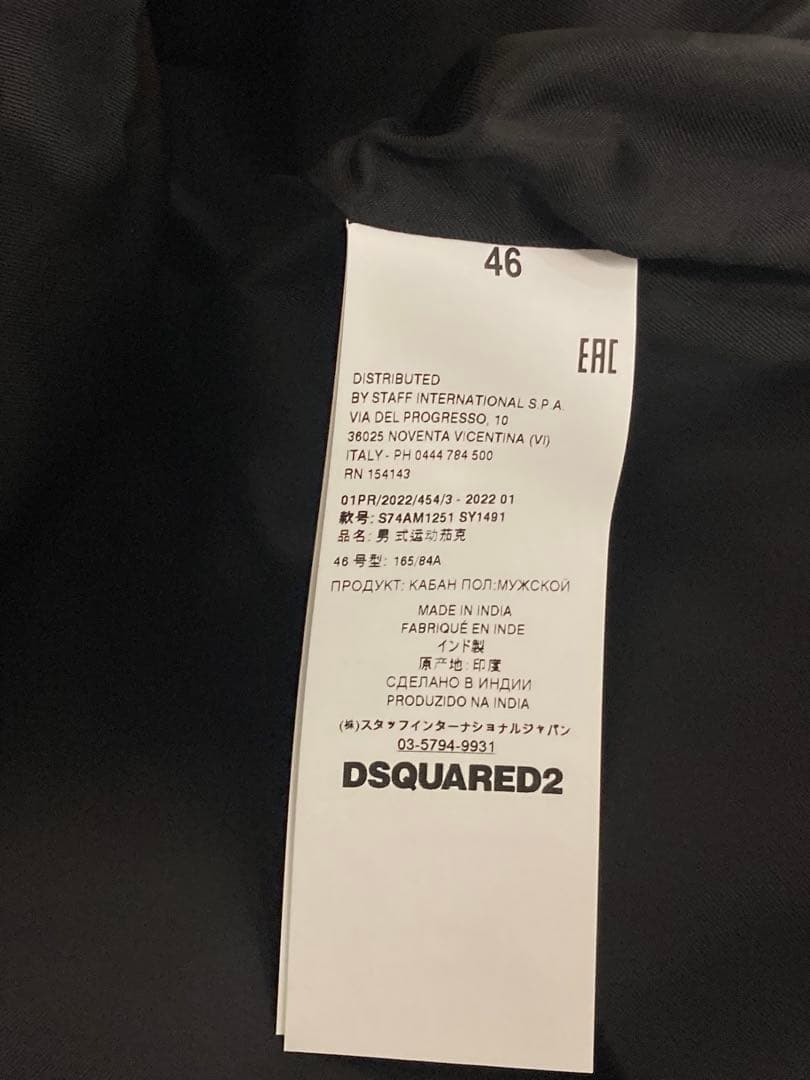 46
EAC
DISTRIBUTED
BY STAFF INTERNATIONAL S.P.A.
VIA DEL PROGRESSO, 10
36025 NOVENTA VICENTINA (VI)
ITALY - PH 0444 784 500
RN 154143
01PR/2022/454/3 - 2022 01
款号: S74AM1251 SY1491
品名: 男 式运动茄克
46 号型: 165/84A
ПРОДУКТ: КАБАН ПОЛ:МУЖСКОЙ
MADE IN INDIA
FABRIQUÉ EN INDE
インド製
原产地: 印度
СДЕЛАНО В ИНДИИ
PRODUZIDO NA INDIA
(株)スタッフインターナショナルジャパン
03-5794-9931
DSQUARED2